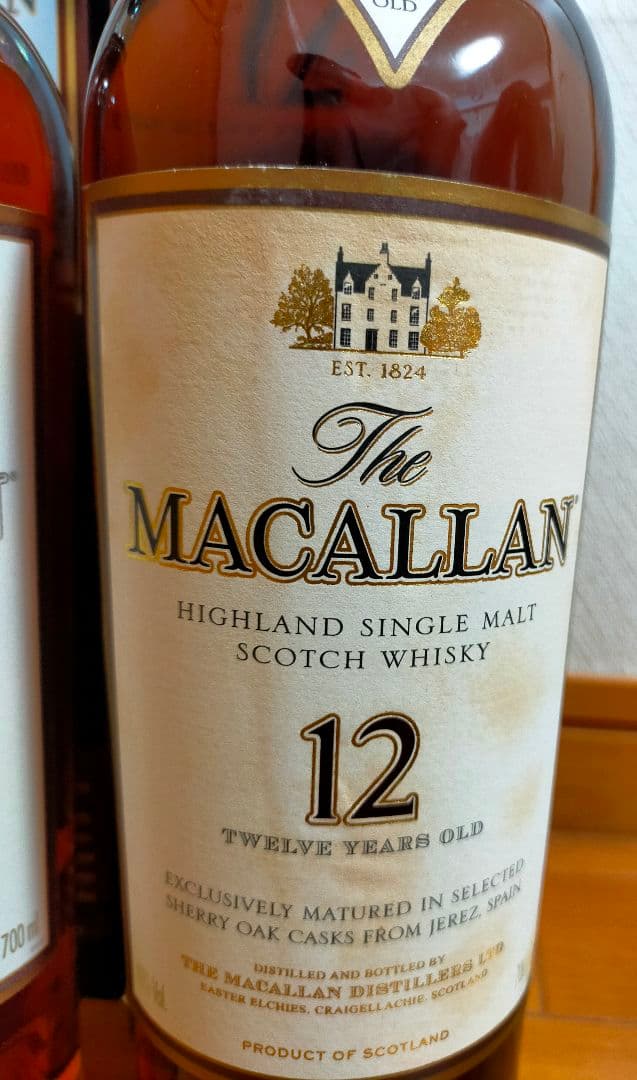 OLD
EST. 1824
The
MACALLAN
HIGHLAND SINGLE MALT
SCOTCH WHISKY
12
TWELVE YEARS OLD
EXCLUSIVELY MATURED IN SELECTED
SHERRY OAK CASKS FROM JEREZ, SPAIN
DISTILLED AND BOTTLED BY
THE MACALLAN DISTILLERS LTD
EASTER ELCHIES, CRAIGELLACHIE, SCOTLAND
PRODUCT OF SCOTLAND
700 ml